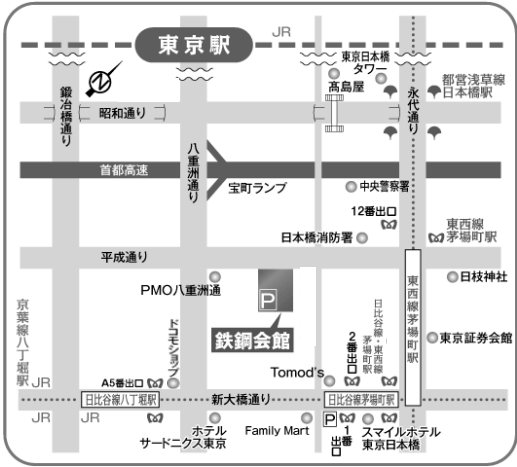 東京駅
JR
東京日本橋
タワー
髙島屋
都営浅草線
日本橋駅
鍛冶橋通り
昭和通り
永代通り
八重洲通り
首都高速
宝町ランプ
中央警察署
12番出口
日本橋消防署
東西線
茅場町駅
平成通り
日枝神社
PMO八重洲通
P
鉄鋼会館
東西線茅場町駅
京葉線八丁堀駅
ドコモショップ
2番出口
日比谷線・東西線
茅場町駅
東京証券会館
Tomod's
JR
A5番出口
日比谷線八丁堀駅
新大橋通り
日比谷線茅場町駅
JR
JR
ホテル
サードニクス東京
Family Mart
P
1番出口
スマイルホテル
東京日本橋